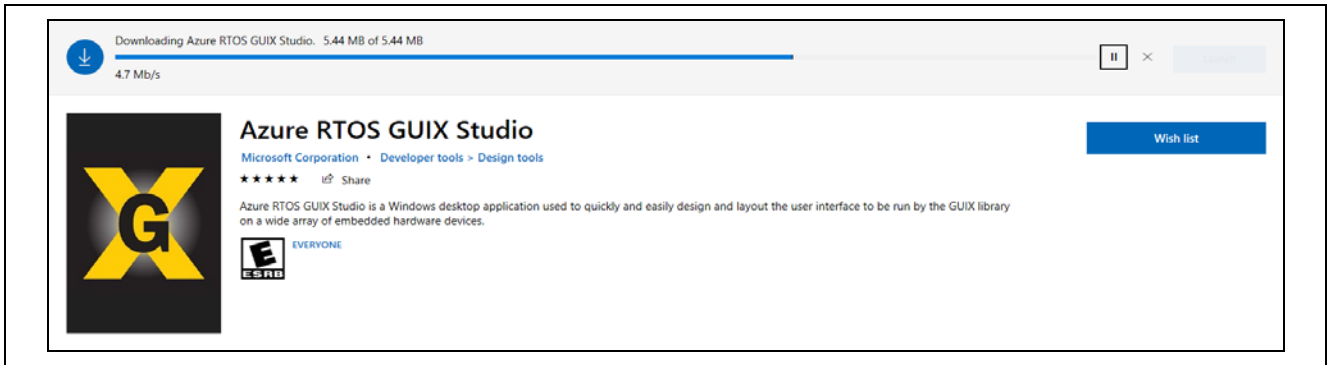 Downloading Azure RTOS GUIX Studio. 5.44 MB of 5.44 MB
4.7 Mb/s
Azure RTOS GUIX Studio
Wish list
Microsoft Corporation • Developer tools > Design tools
★★★★★ Share
Azure RTOS GUIX Studio is a Windows desktop application used to quickly and easily design and layout the user interface to be run by the GUIX library
on a wide array of embedded hardware devices.
XG
E
EVERYONE
ESRB